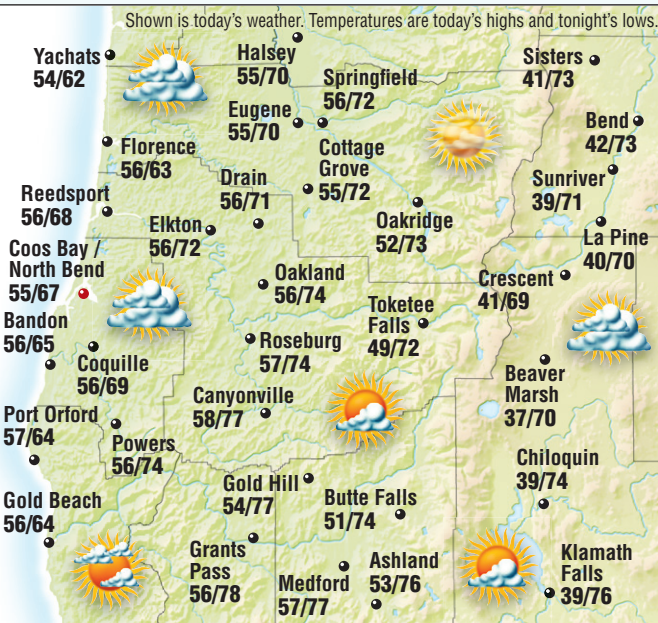 Shown is today's weather. Temperatures are today's highs and tonight's lows.
Yachats
54/62
Halsey
55/70
Sisters
41/73
Springfield
56/72
Eugene
55/70
Bend
42/73
Florence
56/63
Cottage
Grove
55/72
Drain
56/71
Sunriver
39/71
Reedsport
56/68
Elkton
56/72
Oakridge
52/73
La Pine
40/70
Coos Bay /
North Bend
55/67
Oakland
56/74
Crescent
41/69
Bandon
56/65
Toketee
Falls
49/72
Roseburg
57/74
Coquille
56/69
Beaver
Marsh
37/70
Canyonville
58/77
Port Orford
57/64
Powers
56/74
Chiloquin
39/74
Gold Hill
54/77
Butte Falls
51/74
Gold Beach
56/64
Grants
Pass
56/78
Medford
57/77
Ashland
53/76
Klamath
Falls
39/76